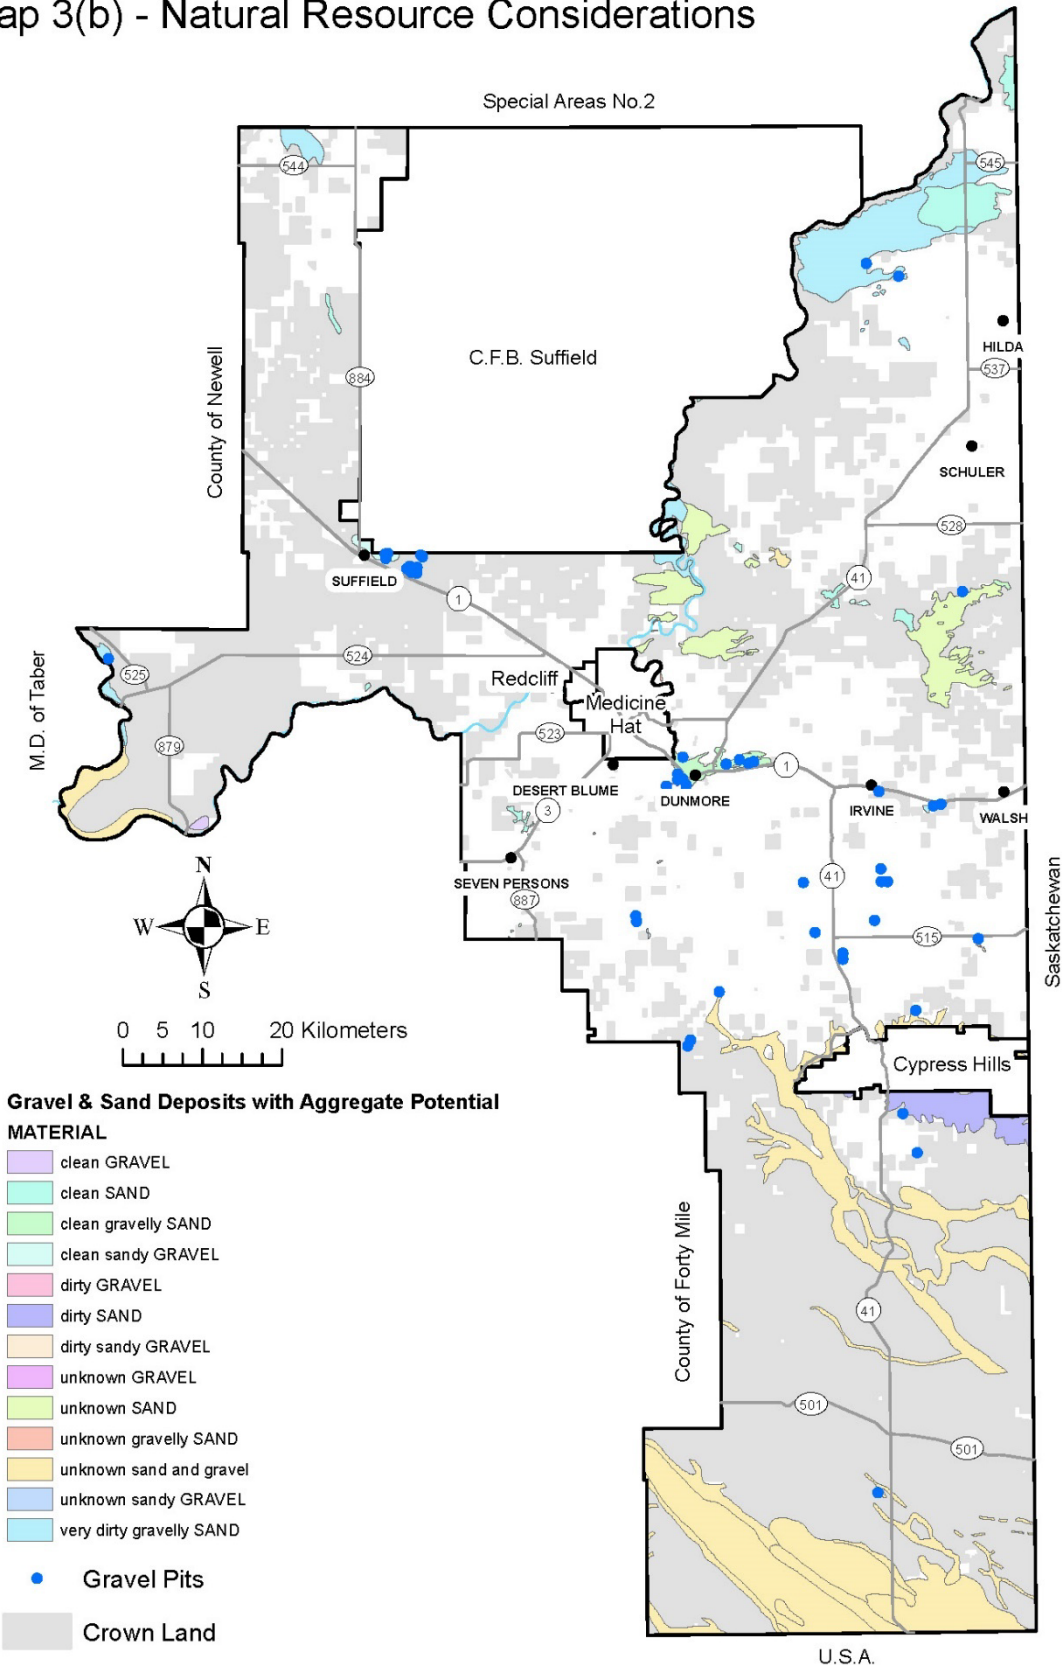 ap 3(b) - Natural Resource Considerations
Special Areas No.2
544
545
C.F.B. Suffield
HILDA
537
884
County of Newell
SCHULER
528
SUFFIELD
41
1
524
525
M.D. of Taber
Redcliff
Medicine
Hat
879
523
1
DESERT BLUME
DUNMORE
IRVINE
WALSH
3
SEVEN PERSONS
887
41
515
Saskatchewan
N
W
E
S
0 5 10 20 Kilometers
Cypress Hills
Gravel & Sand Deposits with Aggregate Potential
MATERIAL
clean GRAVEL
clean SAND
clean gravelly SAND
clean sandy GRAVEL
dirty GRAVEL
dirty SAND
dirty sandy GRAVEL
unknown GRAVEL
unknown SAND
unknown gravelly SAND
unknown sand and gravel
unknown sandy GRAVEL
very dirty gravelly SAND
Gravel Pits
Crown Land
County of Forty Mile
41
501
501
U.S.A.